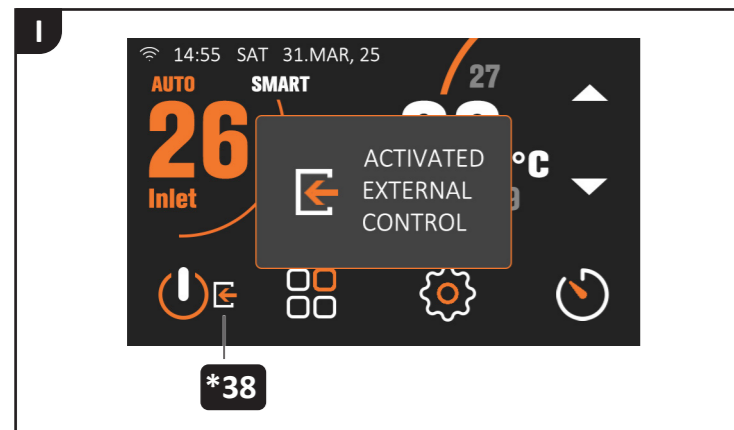 I
14:55 SAT 31.MAR, 25
AUTO SMART 27
26 °C
Inlet
ACTIVATED
EXTERNAL
CONTROL
*38